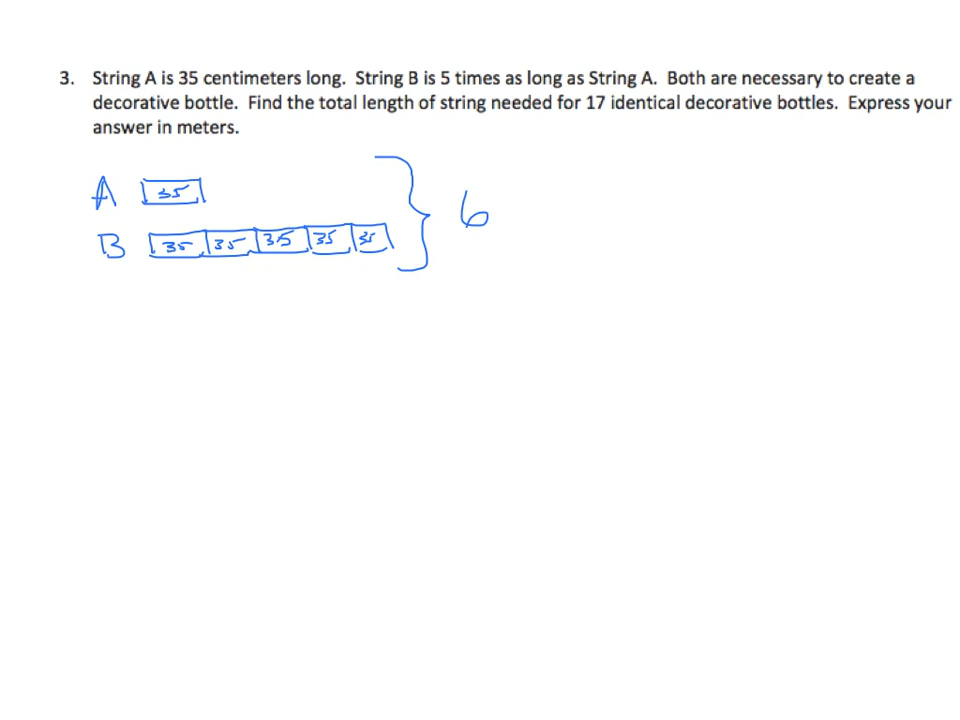 3. String A is 35 centimeters long. String B is 5 times as long as String A. Both are necessary to create a
decorative bottle. Find the total length of string needed for 17 identical decorative bottles. Express your
answer in meters.
A 35
B 35 35 35 35 35
6